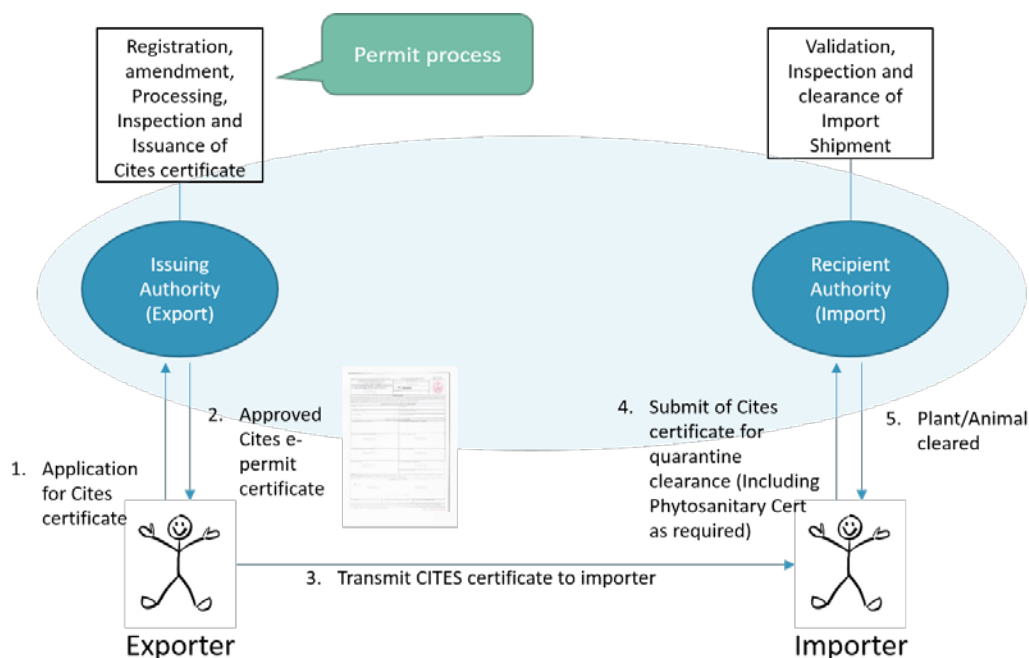 Registration,
amendment,
Processing,
Inspection and
Issuance of
Cites certificate
Permit process
Validation,
Inspection and
clearance of
Import
Shipment
Issuing
Authority
(Export)
Recipient
Authority
(Import)
1. Application
for Cites
certificate
2. Approved
Cites e-
permit
certificate
4. Submit of Cites
certificate for
quarantine
clearance (Including
Phytosanitary Cert
as required)
5. Plant/Animal
cleared
3. Transmit CITES certificate to importer
Exporter
Importer